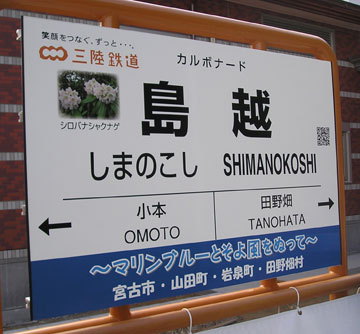 笑顔をつなぐ、ずっと・・・。
三陸鉄道
カルボナード
シロバナシャクナゲ
島越
しまのこし SHIMANOKOSHI
小本 田野畑
OMOTO TANOHATA
～マリンブルーとそよ風をぬって～
宮古市・山田町・岩泉町・田野畑村